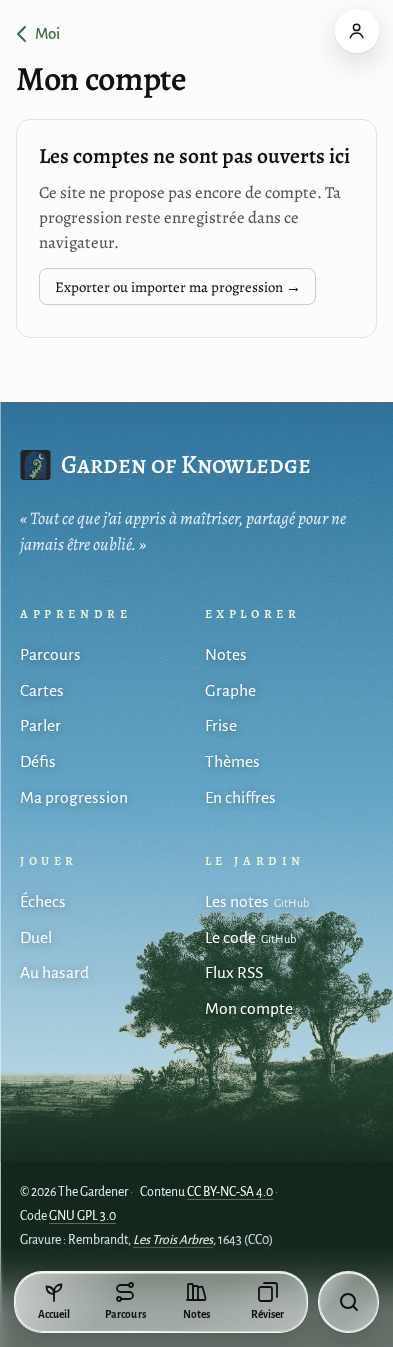 Moi
Mon compte
Les comptes ne sont pas ouverts ici
Ce site ne propose pas encore de compte. Ta
progression reste enregistrée dans ce
navigateur.
Exporter ou importer ma progression →
Garden of Knowledge
« Tout ce que j'ai appris à maîtriser, partagé pour ne
jamais être oublié. »
APPRENDRE
Parcours
Cartes
Parler
Défis
Ma progression
EXPLORER
Notes
Graphe
Frise
Thèmes
En chiffres
JOUER
Échecs
Duel
Au hasard
LE JARDIN
Les notes GitHub
Le code GitHub
Flux RSS
Mon compte
© 2026 The Gardener · Contenu CC BY-NC-SA 4.0 ·
Code GNU GPL 3.0
Gravure : Rembrandt, Les Trois Arbres, 1643 (CC0)
Accueil
Parcours
Notes
Réviser